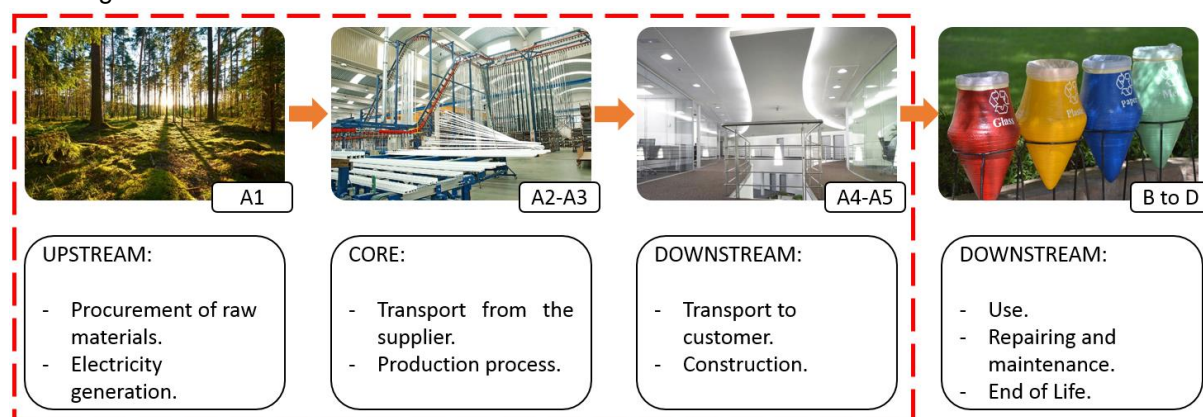 A1
A2-A3
A4-A5
Glass
Paper
B to D
UPSTREAM:
- Procurement of raw
materials.
- Electricity
generation.
CORE:
- Transport from the
supplier.
- Production process.
DOWNSTREAM:
- Transport to
customer.
- Construction.
DOWNSTREAM:
- Use.
- Repairing and
maintenance.
- End of Life.